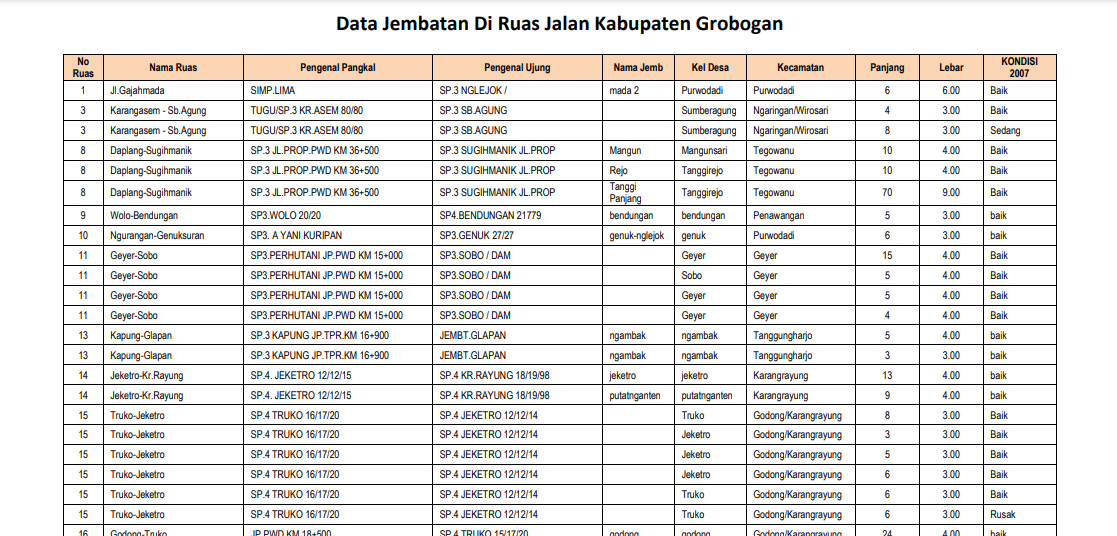 Data Jembatan Di Ruas Jalan Kabupaten Grobogan
No Ruas Nama Ruas Pengenal Pangkal Pengenal Ujung Nama Jemb Kel Desa Kecamatan Panjang Lebar KONDISI 2007
1 Jl.Gajahmada SIMP.LIMA SP.3 NGLEJOK / mada 2 Purwodadi Purwodadi 6 6.00 Baik
3 Karangasem - Sb.Agung TUGU/SP.3 KR.ASEM 80/80 SP.3 SB.AGUNG Sumberagung Ngaringan/Wirosari 4 3.00 Baik
3 Karangasem - Sb.Agung TUGU/SP.3 KR.ASEM 80/80 SP.3 SB.AGUNG Sumberagung Ngaringan/Wirosari 8 3.00 Sedang
8 Daplang-Sugihmanik SP.3 JL.PROP.PWD KM 36+500 SP.3 SUGIHMANIK JL.PROP Mangun Mangunsari Tegowanu 10 4.00 Baik
8 Daplang-Sugihmanik SP.3 JL.PROP.PWD KM 36+500 SP.3 SUGIHMANIK JL.PROP Rejo Tanggirejo Tegowanu 10 4.00 Baik
8 Daplang-Sugihmanik SP.3 JL.PROP.PWD KM 36+500 SP.3 SUGIHMANIK JL.PROP Tanggi Panjang Tanggirejo Tegowanu 70 9.00 Baik
9 Wolo-Bendungan SP3.WOLO 20/20 SP4.BENDUNGAN 21779 bendungan bendungan Penawangan 5 3.00 baik
10 Ngurangan-Genuksuran SP3. A YANI KURIPAN SP3.GENUK 27/27 genuk-nglejok genuk Purwodadi 6 3.00 baik
11 Geyer-Sobo SP3.PERHUTANI JP.PWD KM 15+000 SP3.SOBO / DAM Geyer Geyer 15 4.00 Baik
11 Geyer-Sobo SP3.PERHUTANI JP.PWD KM 15+000 SP3.SOBO / DAM Sobo Geyer 5 4.00 Baik
11 Geyer-Sobo SP3.PERHUTANI JP.PWD KM 15+000 SP3.SOBO / DAM Geyer Geyer 5 4.00 Baik
11 Geyer-Sobo SP3.PERHUTANI JP.PWD KM 15+000 SP3.SOBO / DAM Geyer Geyer 4 4.00 Baik
13 Kapung-Glapan SP.3 KAPUNG JP.TPR.KM 16+900 JEMBT.GLAPAN ngambak ngambak Tanggungharjo 5 4.00 baik
13 Kapung-Glapan SP.3 KAPUNG JP.TPR.KM 16+900 JEMBT.GLAPAN ngambak ngambak Tanggungharjo 3 3.00 baik
14 Jeketro-Kr.Rayung SP.4. JEKETRO 12/12/15 SP.4 KR.RAYUNG 18/19/98 jeketro jeketro Karangrayung 13 4.00 baik
14 Jeketro-Kr.Rayung SP.4. JEKETRO 12/12/15 SP.4 KR.RAYUNG 18/19/98 putatnganten putatnganten Karangrayung 9 4.00 baik
15 Truko-Jeketro SP.4 TRUKO 16/17/20 SP.4 JEKETRO 12/12/14 Truko Godong/Karangrayung 8 3.00 Baik
15 Truko-Jeketro SP.4 TRUKO 16/17/20 SP.4 JEKETRO 12/12/14 Jeketro Godong/Karangrayung 3 3.00 Baik
15 Truko-Jeketro SP.4 TRUKO 16/17/20 SP.4 JEKETRO 12/12/14 Jeketro Godong/Karangrayung 5 3.00 Baik
15 Truko-Jeketro SP.4 TRUKO 16/17/20 SP.4 JEKETRO 12/12/14 Jeketro Godong/Karangrayung 6 3.00 Baik
15 Truko-Jeketro SP.4 TRUKO 16/17/20 SP.4 JEKETRO 12/12/14 Truko Godong/Karangrayung 6 3.00 Baik
15 Truko-Jeketro SP.4 TRUKO 16/17/20 SP.4 JEKETRO 12/12/14 Truko Godong/Karangrayung 6 3.00 Rusak
16 Godong-Truko JP.PWD KM 18+500 SP.4 TRUKO 15/17/20 godong godong Godong/Karangrayung 24 4.00 baik